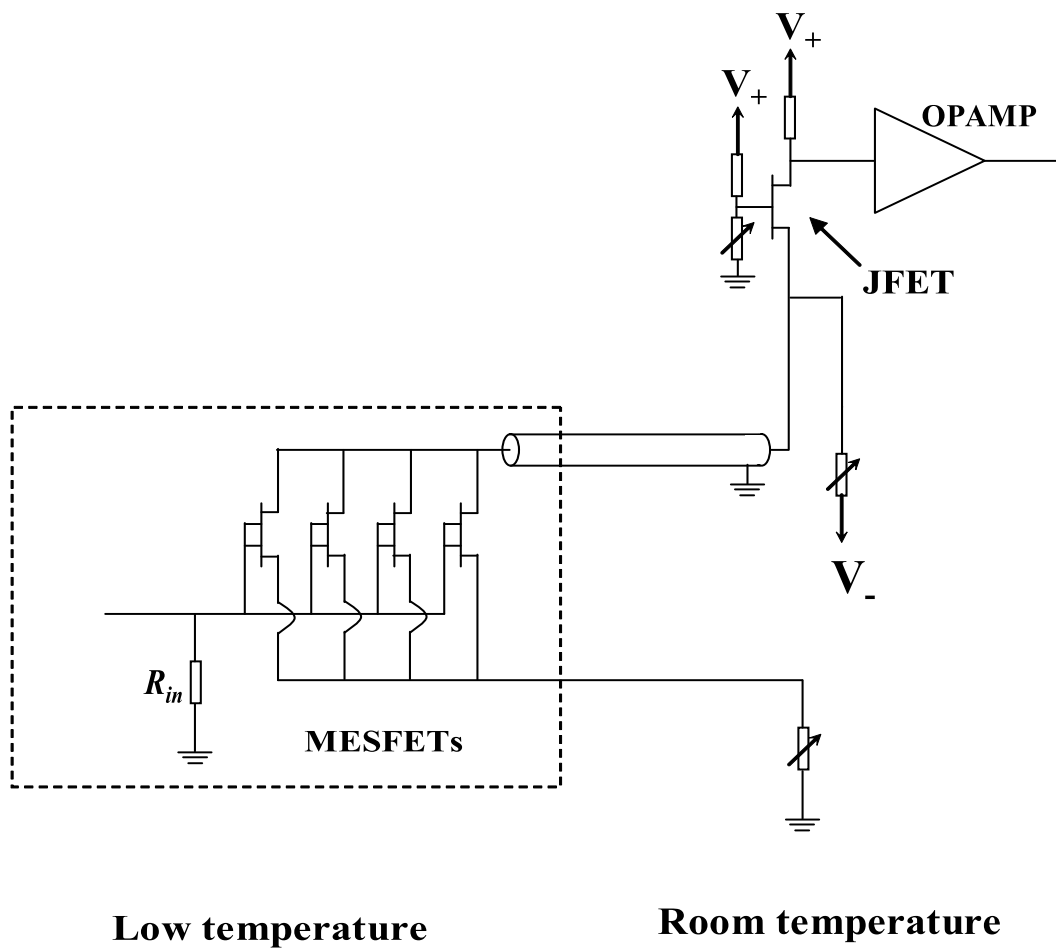 V+
V+
OPAMP
JFET
V-
Rin
MESFETs
Low temperature
Room temperature